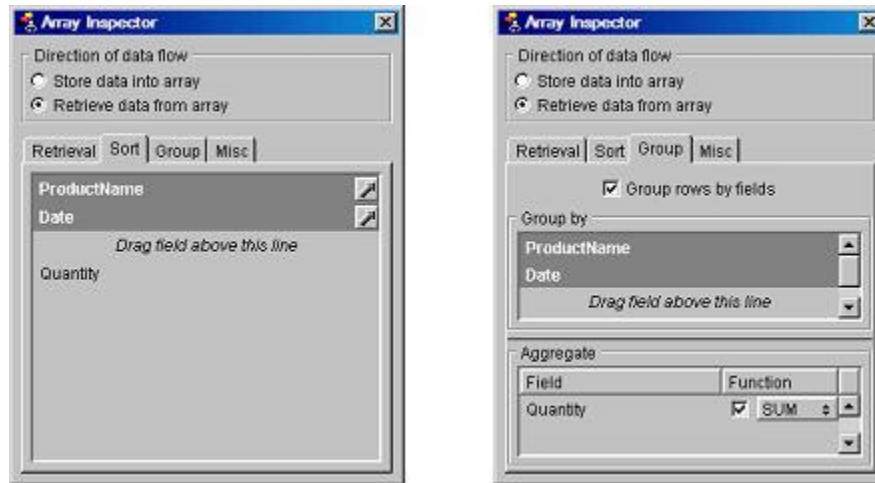 Array Inspector
Direction of data flow
Store data into array
Retrieve data from array
Retrieval Sort Group Misc
ProductName
Date
Drag field above this line
Quantity
Array Inspector
Direction of data flow
Store data into array
Retrieve data from array
Retrieval Sort Group Misc
Group rows by fields
Group by
ProductName
Date
Drag field above this line
Aggregate
Field Function
Quantity SUM